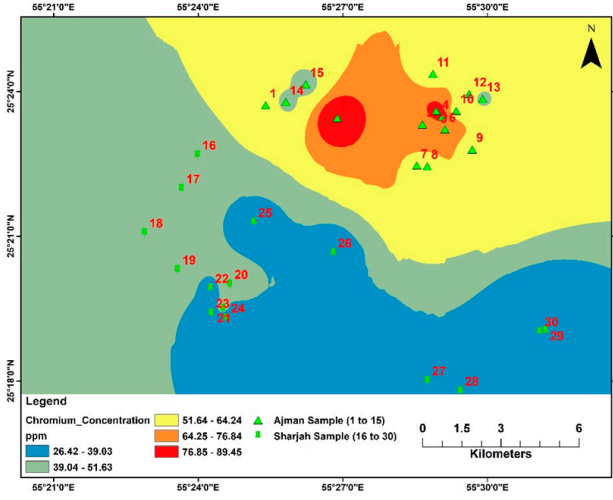 55°21'0"E 55°24'0"E 55°27'0"E 55°30'0"E
N
25°24'0"N
25°21'0"N
25°18'0"N
11
15
12
14
13
1
4
10
6
9
7 8
16
17
18
25
26
19
22 20
23 24
21
30
29
27
28
Legend
Chromium_Concentration
ppm
26.42 - 39.03
39.04 - 51.63
51.64 - 64.24
64.25 - 76.84
76.85 - 89.45
Ajman Sample (1 to 15)
Sharjah Sample (16 to 30)
0 1.5 3 6
Kilometers
55°21'0"E 55°24'0"E 55°27'0"E 55°30'0"E